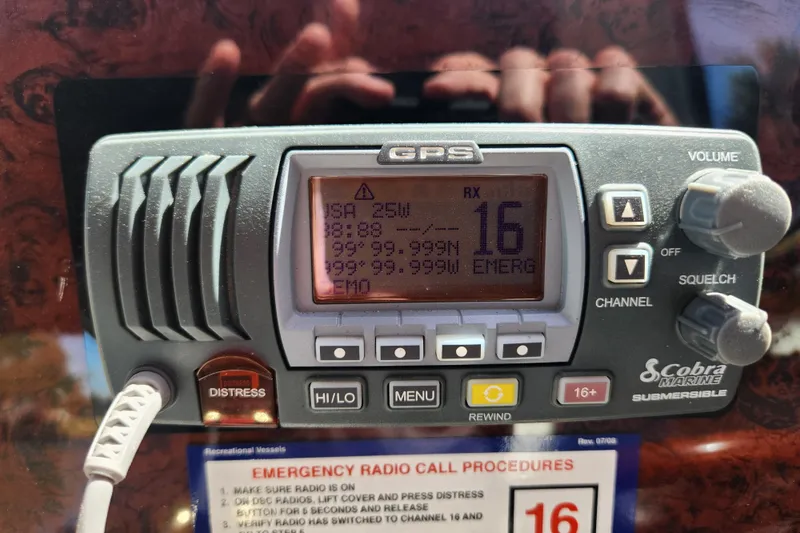 GPS
VOLUME
RX
USA 25W
16
88:88 --/--
99° 99.999N
999° 99.999W EMERG
EMO
OFF
SQUELCH
CHANNEL
DISTRESS
HI/LO
MENU
REWIND
16+
Cobra
MARINE
SUBMERSIBLE
Recreational Vessels
Rev. 07/08
EMERGENCY RADIO CALL PROCEDURES
1. MAKE SURE RADIO IS ON
2. ON DSC RADIOS, LIFT COVER AND PRESS DISTRESS
BUTTON FOR 5 SECONDS AND RELEASE
3. VERIFY RADIO HAS SWITCHED TO CHANNEL 16 AND
16